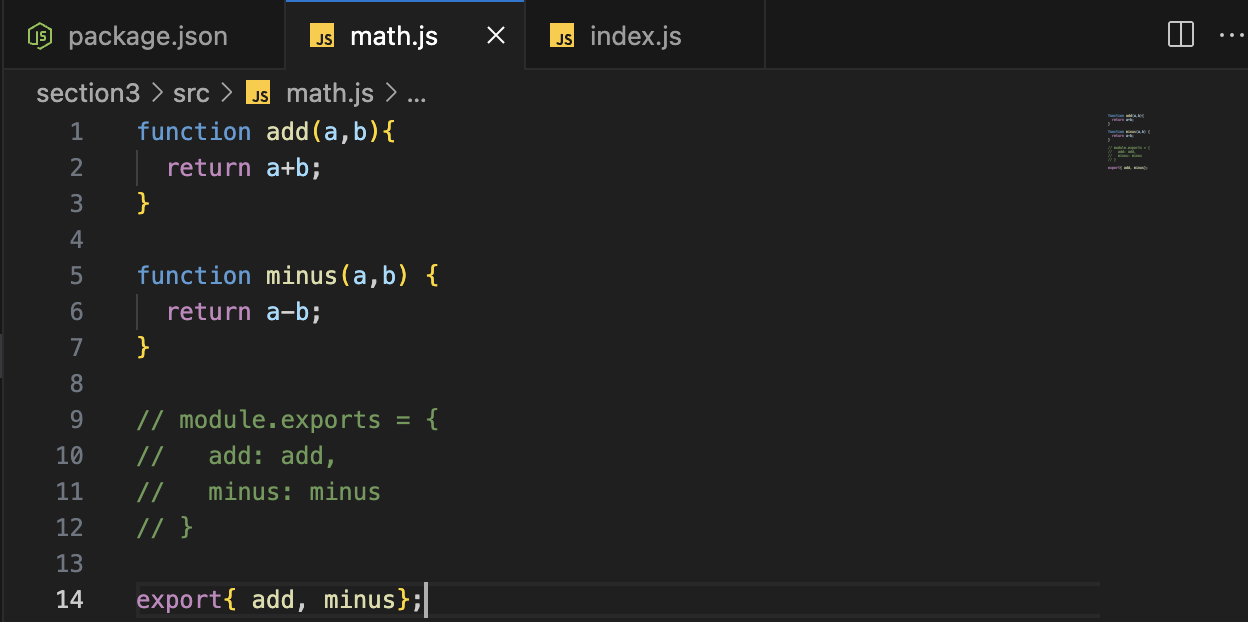 package.json
JS math.js
JS index.js
section3 > src > JS math.js > ...
1 function add(a,b){
2   return a+b;
3 }
4
5 function minus(a,b) {
6   return a-b;
7 }
8
9 // module.exports = {
10 //   add: add,
11 //   minus: minus
12 // }
13
14 export{ add, minus};